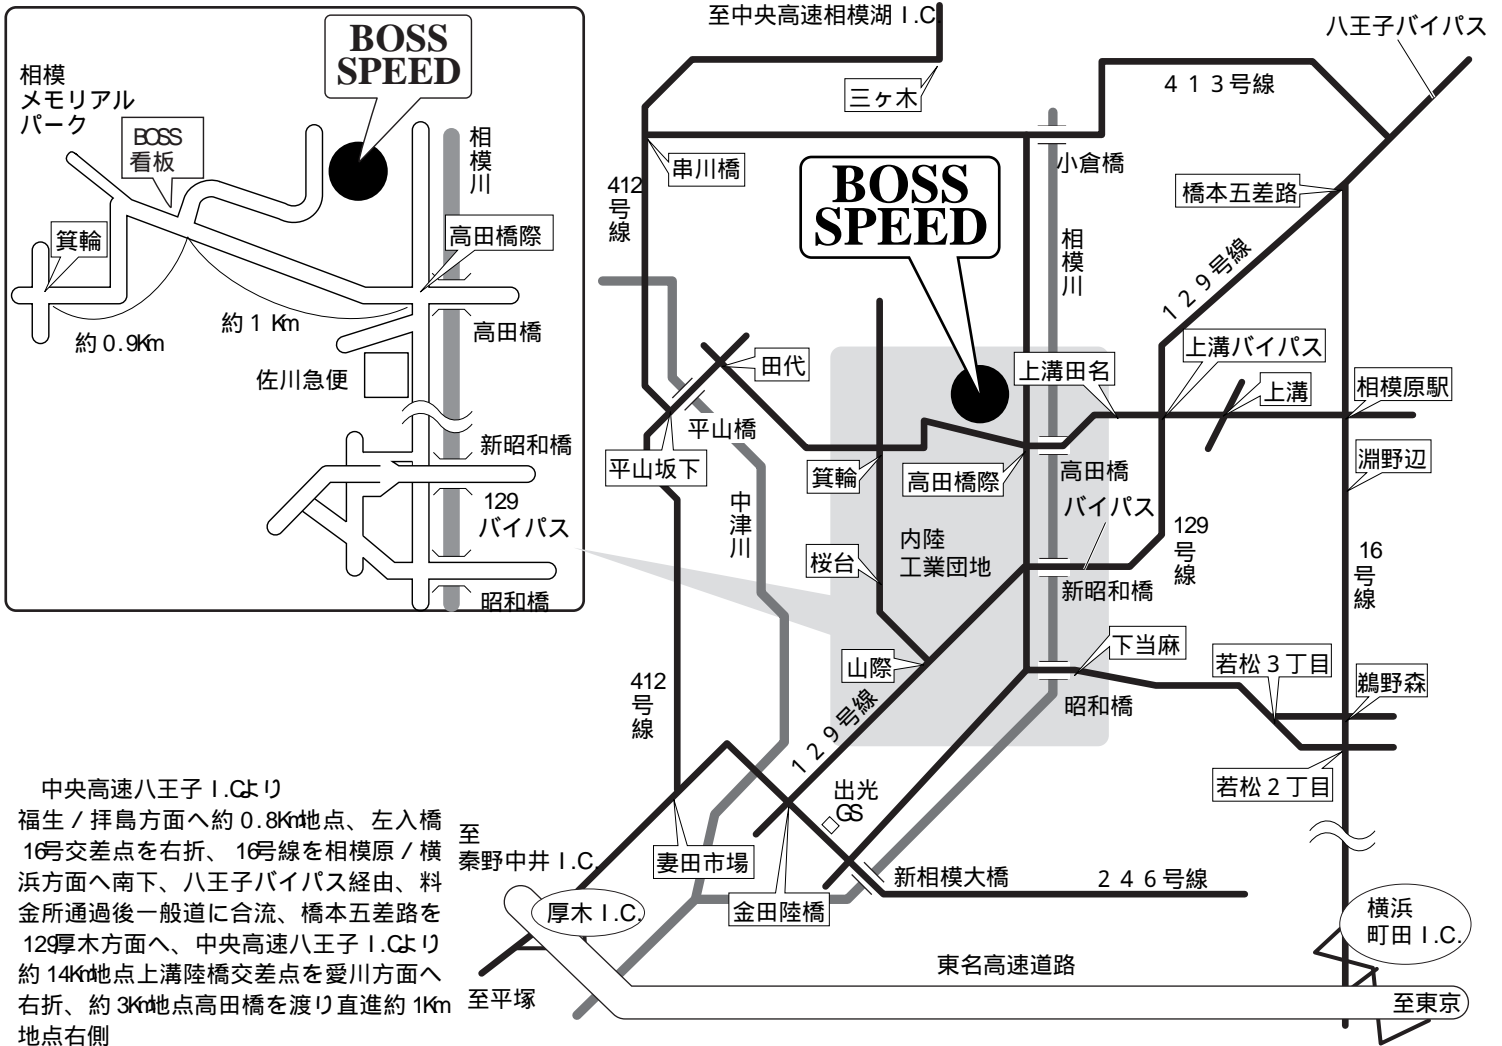 BOSS
SPEED
相模
メモリアル
パーク
BOSS
看板
相模川
箕輪
高田橋際
約0.9Km
約1Km
高田橋
佐川急便
新昭和橋
129
バイパス
昭和橋
至中央高速相模湖I.C.
八王子バイパス
三ヶ木
413号線
串川橋
小倉橋
412
号線
BOSS
SPEED
橋本五差路
相模川
129号線
田代
上溝田名
上溝バイパス
上溝
相模原駅
平山橋
平山坂下
箕輪
高田橋際
高田橋
淵野辺
バイパス
中津川
内陸
工業団地
桜台
129
号線
16
号線
新昭和橋
山際
下当麻
若松3丁目
鵜野森
412
号線
昭和橋
129号線
若松2丁目
出光
GS
至
秦野中井I.C.
妻田市場
新相模大橋
246号線
厚木I.C.
金田陸橋
横浜
町田I.C.
東名高速道路
至平塚
至東京
中央高速八王子I.C.より
福生/拝島方面へ約0.8Km地点、左入橋
16号交差点を右折、16号線を相模原/横
浜方面へ南下、八王子バイパス経由、料
金所通過後一般道に合流、橋本五差路を
129厚木方面へ、中央高速八王子I.C.より
約14Km地点上溝陸橋交差点を愛川方面へ
右折、約3Km地点高田橋を渡り直進約1Km
地点右側